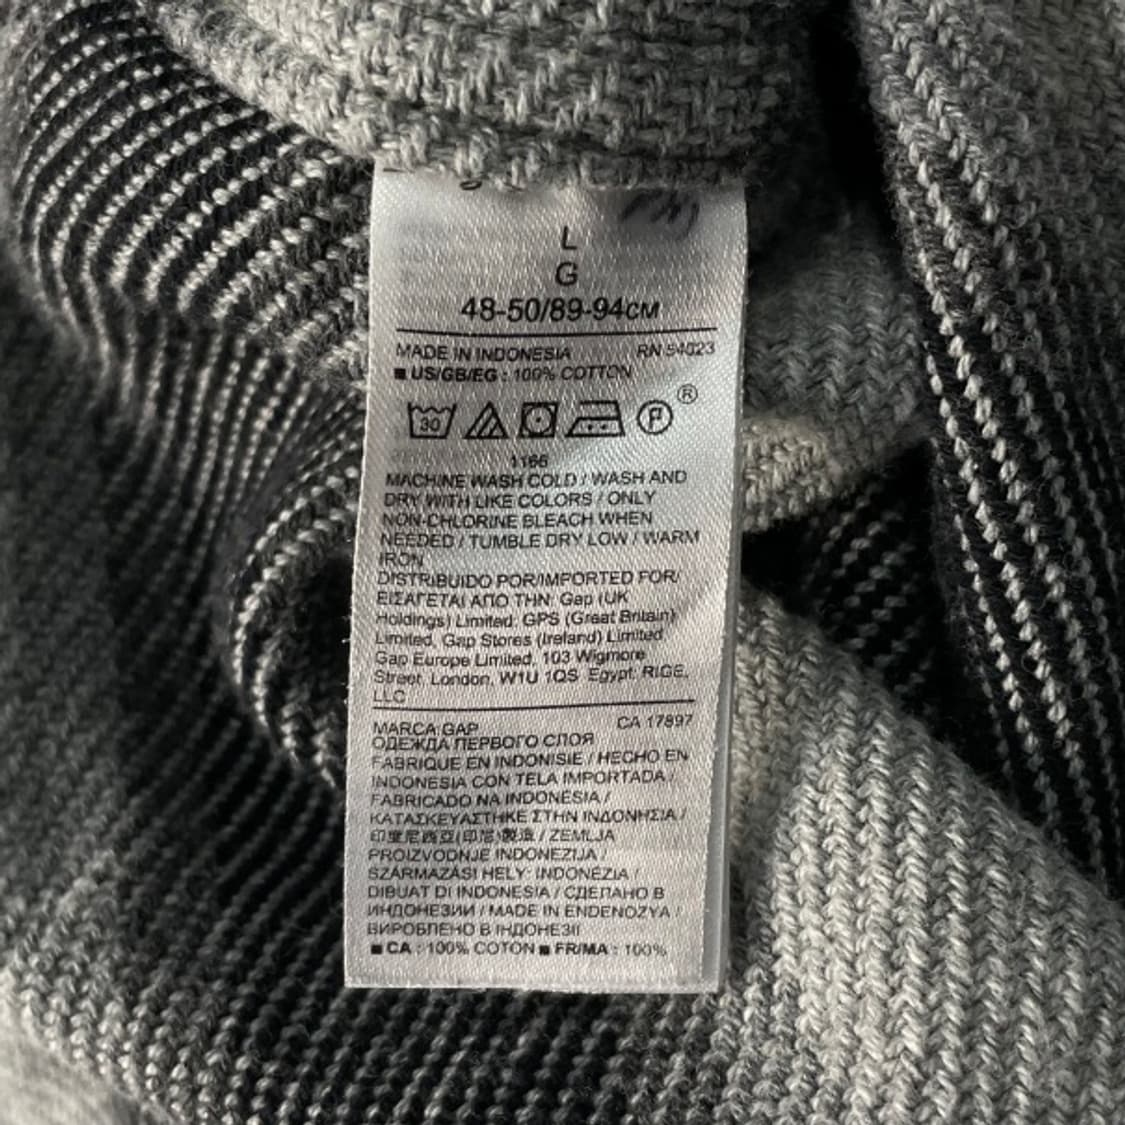 L
G
48-50/89-94СМ
MADE IN INDONESIA RN 54023
■ US/GB/EG : 100% COTTON
30 P ®
1166
MACHINE WASH COLD / WASH AND
DRY WITH LIKE COLORS / ONLY
NON-CHLORINE BLEACH WHEN
NEEDED / TUMBLE DRY LOW / WARM
IRON
DISTRIBUIDO POR/IMPORTED FOR/
ΕΙΣΑΓΕΤΑΙ ΑΠΟ ΤΗΝ: Gap (UK
Holdings) Limited; GPS (Great Britain)
Limited, Gap Stores (Ireland) Limited,
Gap Europe Limited, 103 Wigmore
Street, London, W1U 1QS Egypt: RIGE,
LLC
MARCA:GAP CA 17897
ОДЕЖДА ПЕРВОГО СЛОЯ
FABRIQUE EN INDONISIE / HECHO EN
INDONESIA CON TELA IMPORTADA /
FABRICADO NA INDONÉSIA /
ΚΑΤΑΣΚΕΥΑΣΤΗΚΕ ΣΤΗΝ ΙΝΔΟΝΗΣΙΑ /
印度尼西亚(印尼)製造 / ZEMLJA
PROIZVODNJE INDONEZIJA /
SZÁRMAZÁSI HELY: INDONÉZIA /
DIBUAT DI INDONESIA / СДЕЛАНО В
ИНДОНЕЗИИ / MADE IN ENDENOZYA /
ВИРОБЛЕНО В ІНДОНЕЗІЇ
■ CA : 100% COTON ■ FR/MA : 100%